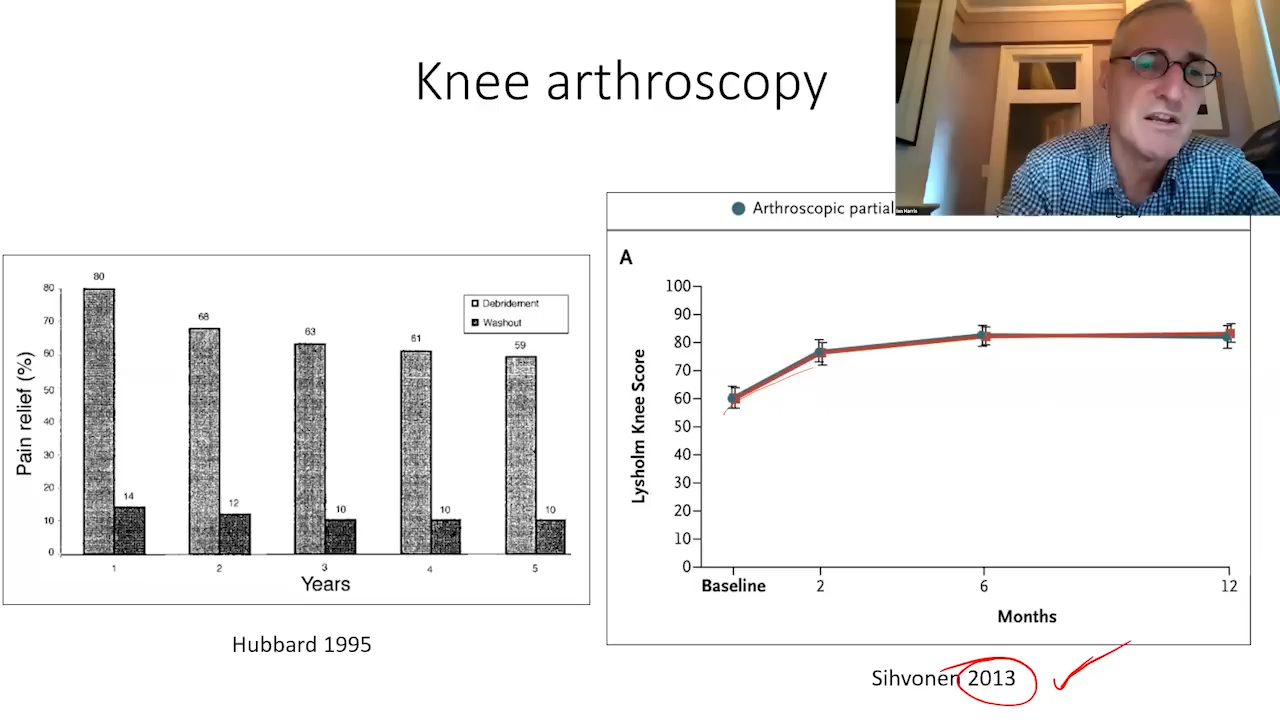 Knee arthroscopy
Ian Harris
80
70
60
50
40
30
20
10
0
Pain relief (%)
80
14
68
12
63
10
61
10
59
10
Debridement
Washout
1 2 3 4 5
Years
Hubbard 1995
Arthroscopic partial
A
100
90
80
70
60
50
40
30
20
10
0
Lysholm Knee Score
Baseline 2 6 12
Months
Sihvonen 2013